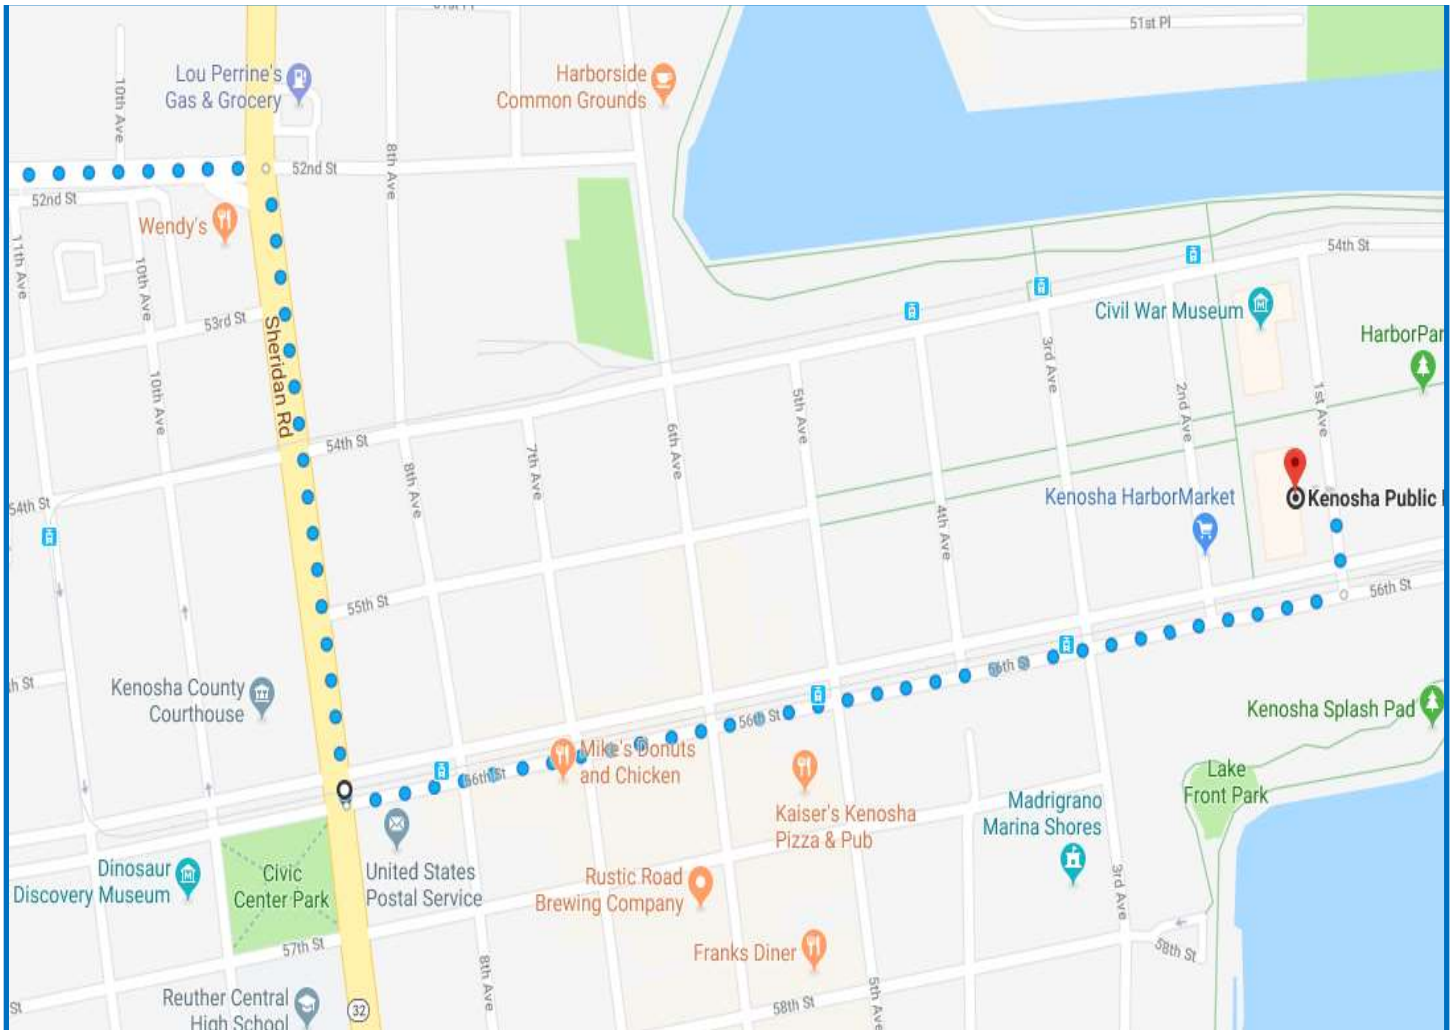 51st Pl
Lou Perrine's
Gas & Grocery
Harborside
Common Grounds
10th Ave
8th Ave
52nd St
52nd St
Wendy's
11th Ave
10th Ave
54th St
53rd St
Sheridan Rd
Civil War Museum
HarborPar
3rd Ave
2nd Ave
1st Ave
10th Ave
5th Ave
6th Ave
54th St
7th Ave
8th Ave
54th St
Kenosha HarborMarket
Kenosha Public
4th Ave
55th St
56th St
56th St
Kenosha County
Courthouse
56th St
Kenosha Splash Pad
Mike's Donuts
and Chicken
56th St
Lake
Front Park
Madrigrano
Marina Shores
Kaiser's Kenosha
Pizza & Pub
United States
Postal Service
Dinosaur
Discovery Museum
Civic
Center Park
Rustic Road
Brewing Company
3rd Ave
57th St
Franks Diner
58th St
8th Ave
5th Ave
58th St
Reuther Central
High School
32
St